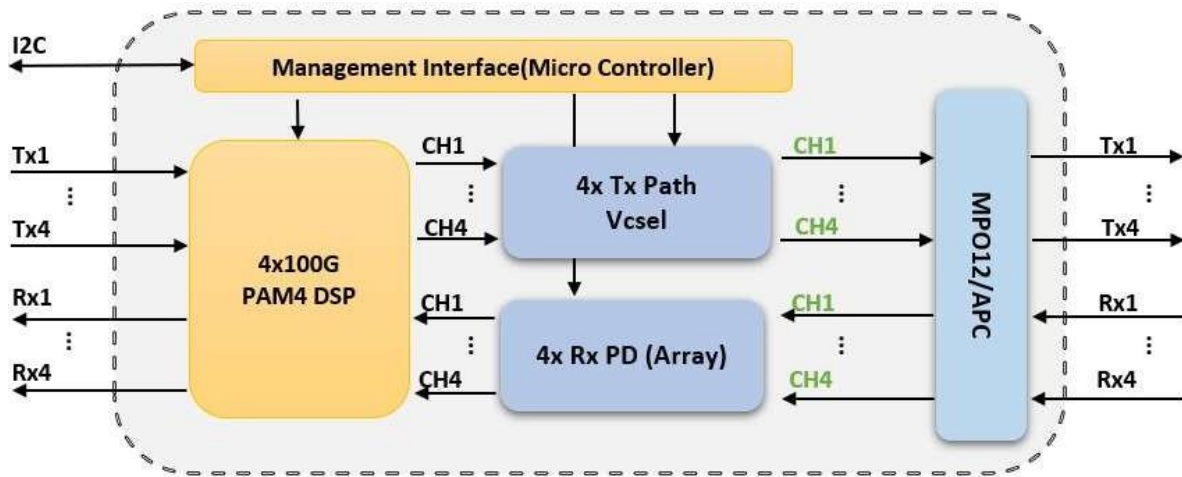 I2C
Management Interface(Micro Controller)
Tx1
CH1
CH1
Tx1
...
...
4x Tx Path
Vcsel
...
...
Tx4
CH4
CH4
Tx4
4x100G
PAM4 DSP
MPO12/APC
Rx1
CH1
CH1
Rx1
...
...
4x Rx PD (Array)
...
...
Rx4
CH4
CH4
Rx4